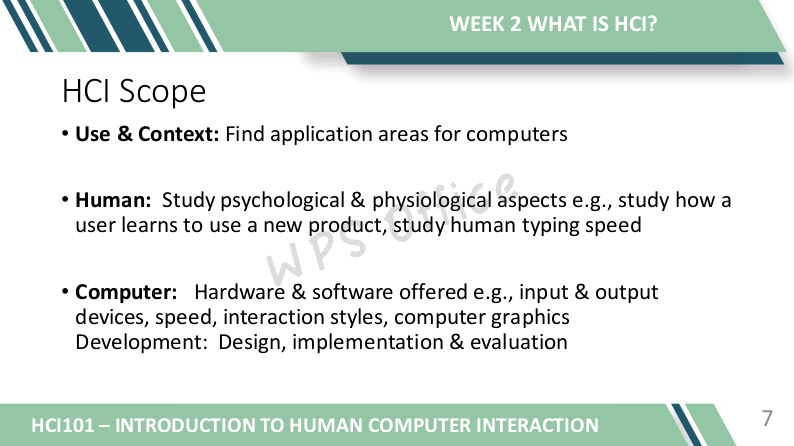 WEEK 2 WHAT IS HCI?
HCI Scope
• Use & Context: Find application areas for computers
• Human: Study psychological & physiological aspects e.g., study how a
user learns to use a new product, study human typing speed
• Computer: Hardware & software offered e.g., input & output
devices, speed, interaction styles, computer graphics
Development: Design, implementation & evaluation
WPS Office
HCI101 – INTRODUCTION TO HUMAN COMPUTER INTERACTION
7